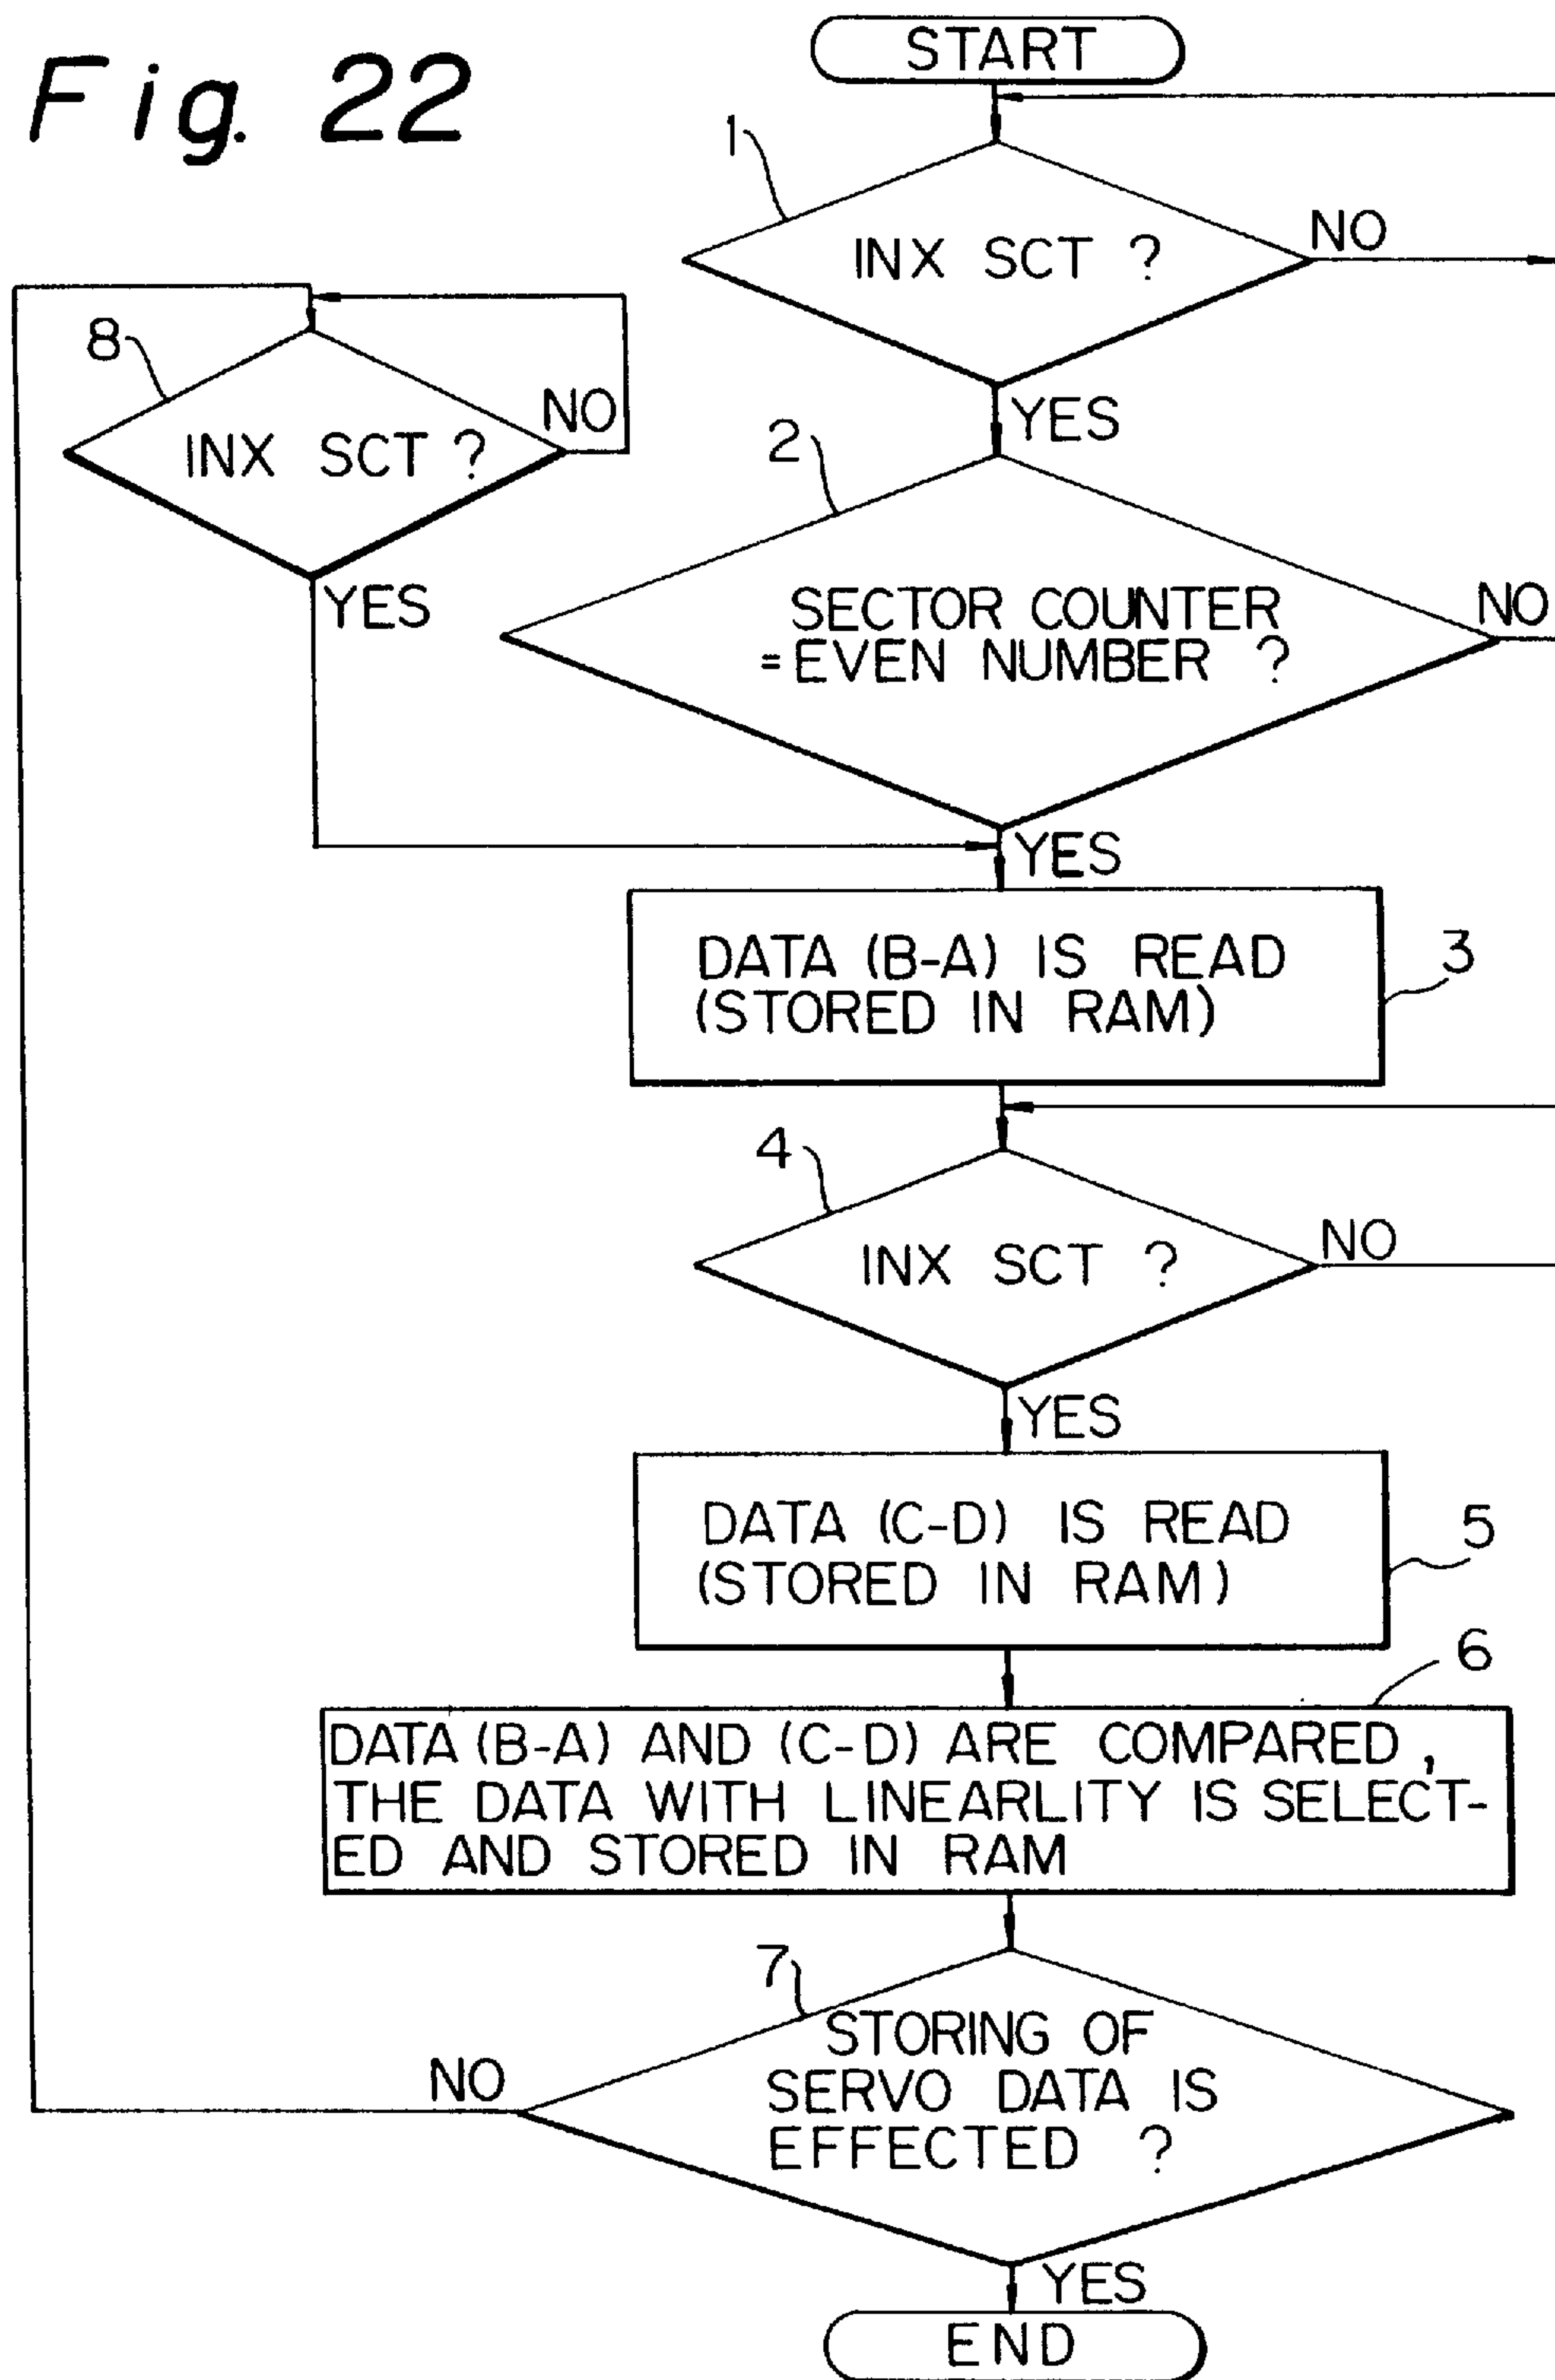 Fig. 22
START
1
INX SCT ?
NO
YES
8
INX SCT ?
NO
YES
2
SECTOR COUNTER
=EVEN NUMBER ?
NO
YES
DATA (B-A) IS READ
(STORED IN RAM)
3
4
INX SCT ?
NO
YES
DATA (C-D) IS READ
(STORED IN RAM)
5
6
DATA (B-A) AND (C-D) ARE COMPARED,
THE DATA WITH LINEARLITY IS SELECT-
ED AND STORED IN RAM
7
STORING OF
SERVO DATA IS
EFFECTED ?
NO
YES
END